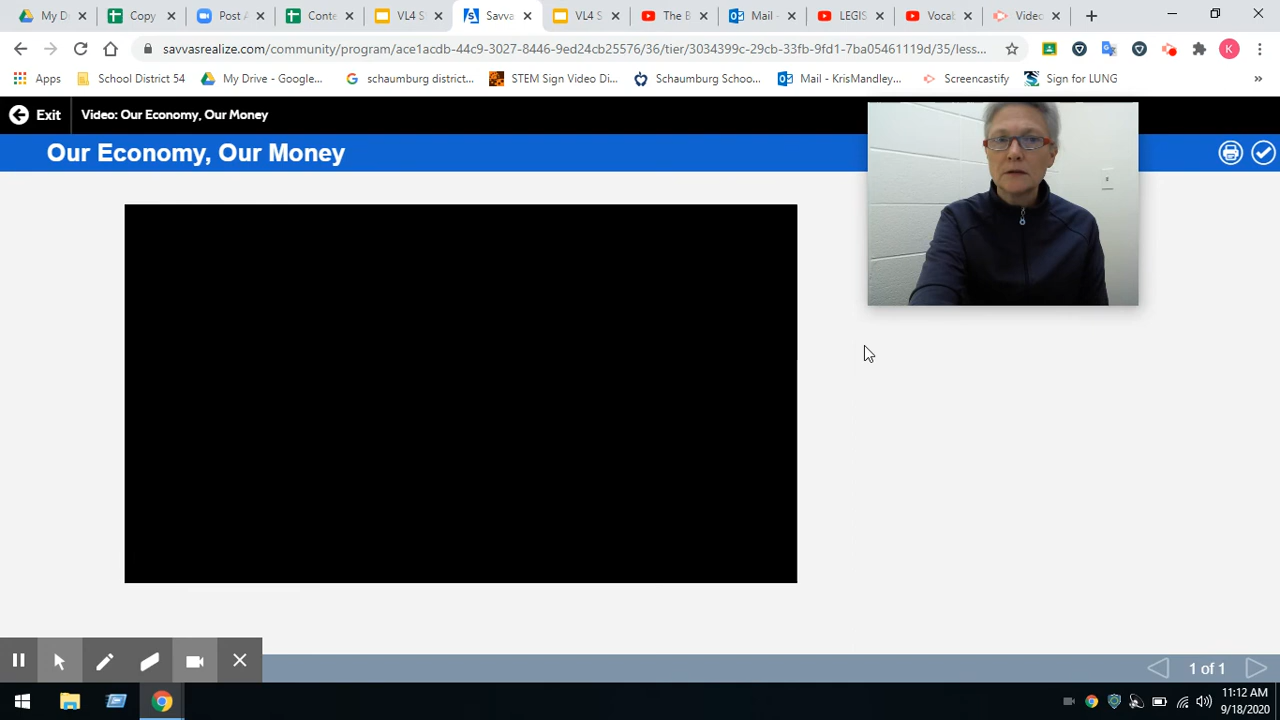 My D
Copy
Post A
Conte
VL4 S
Savva
VL4 S
The B
Mail -
LEGIS
Vocab
Video
savvasrealize.com/community/program/ace1acdb-44c9-3027-8446-9ed24cb25576/36/tier/3034399c-29cb-33fb-9fd1-7ba05461119d/35/less...
K
Apps
School District 54
My Drive - Google...
schaumburg district...
STEM Sign Video Di...
Schaumburg Schoo...
Mail - KrisMandley...
Screencastify
Sign for LUNG
»
Exit
Video: Our Economy, Our Money
Our Economy, Our Money
1 of 1
11:12 AM
9/18/2020